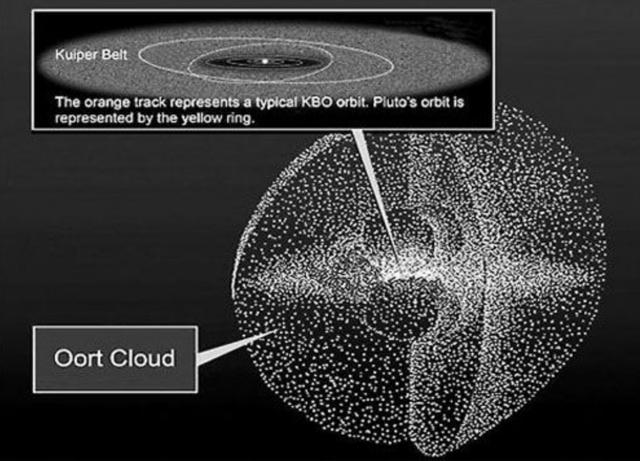 Kuiper Belt
The orange track represents a typical KBO orbit. Pluto's orbit is
represented by the yellow ring.
Oort Cloud